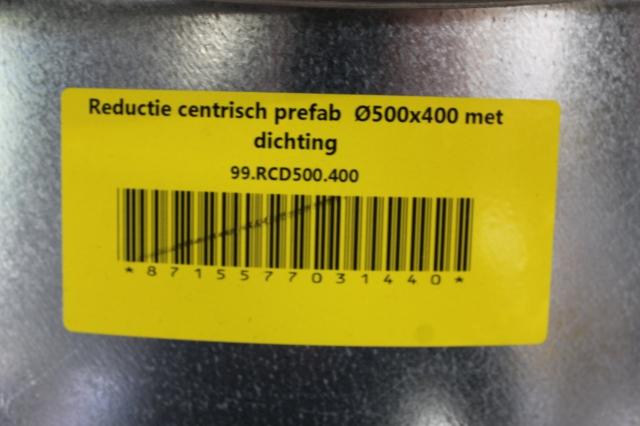 Reductie centrisch prefab Ø500x400 met
dichting
99.RCD500.400
*8715577031440*